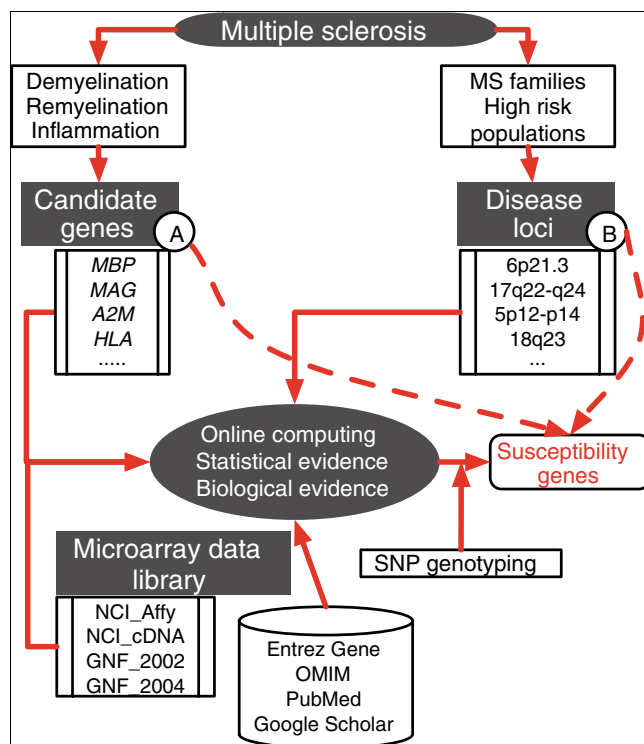 Multiple sclerosis
Demyelination
Remyelination
Inflammation
MS families
High risk
populations
Candidate
genes
A
Disease
loci
B
MBP
MAG
A2M
HLA
.....
6p21.3
17q22-q24
5p12-p14
18q23
...
Online computing
Statistical evidence
Biological evidence
Susceptibility
genes
Microarray data
library
SNP genotyping
NCI_Affy
NCI_cDNA
GNF_2002
GNF_2004
Entrez Gene
OMIM
PubMed
Google Scholar